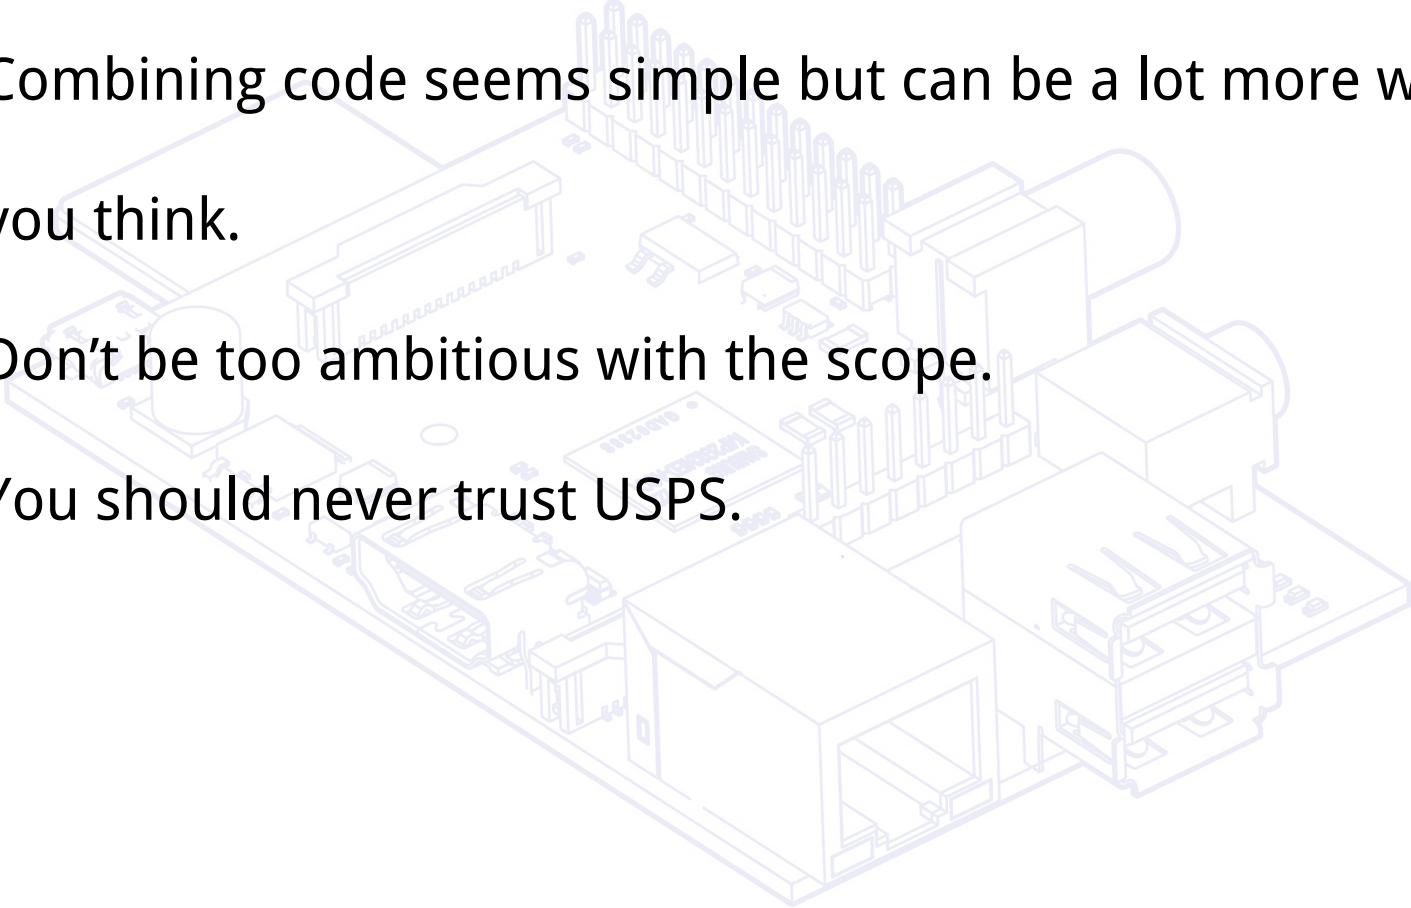 Combining code seems simple but can be a lot more w
you think.
Don’t be too ambitious with the scope.
You should never trust USPS.